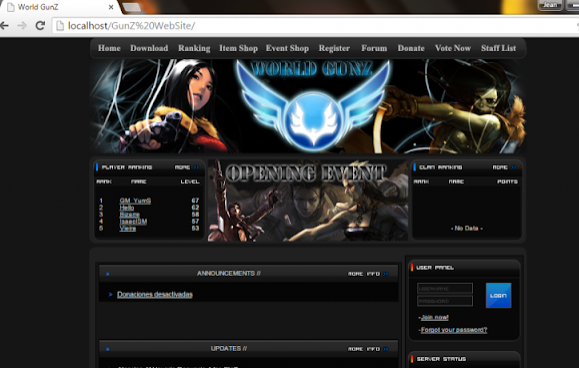 World GunZ
Jean
localhost/GunZ%20WebSite/
Home Download Ranking Item Shop Event Shop Register Forum Donate Vote Now Staff List
WORLD GUNZ
PLAYER RANKING MORE
RANK NAME LEVEL
1 GM_YumS 67
2 Hello 62
3 Bizarre 58
4 IsaacIGM 57
5 Vieira 53
OPENING EVENT
CLAN RANKING MORE
RANK NAME POINTS
- No Data -
ANNOUNCEMENTS // MORE INFO
» Donaciones desactivadas
UPDATES // MORE INFO
USER PANEL
USERNAME
PASSWORD
LOGIN
-Join now!
-Forgot your password?
SERVER STATUS